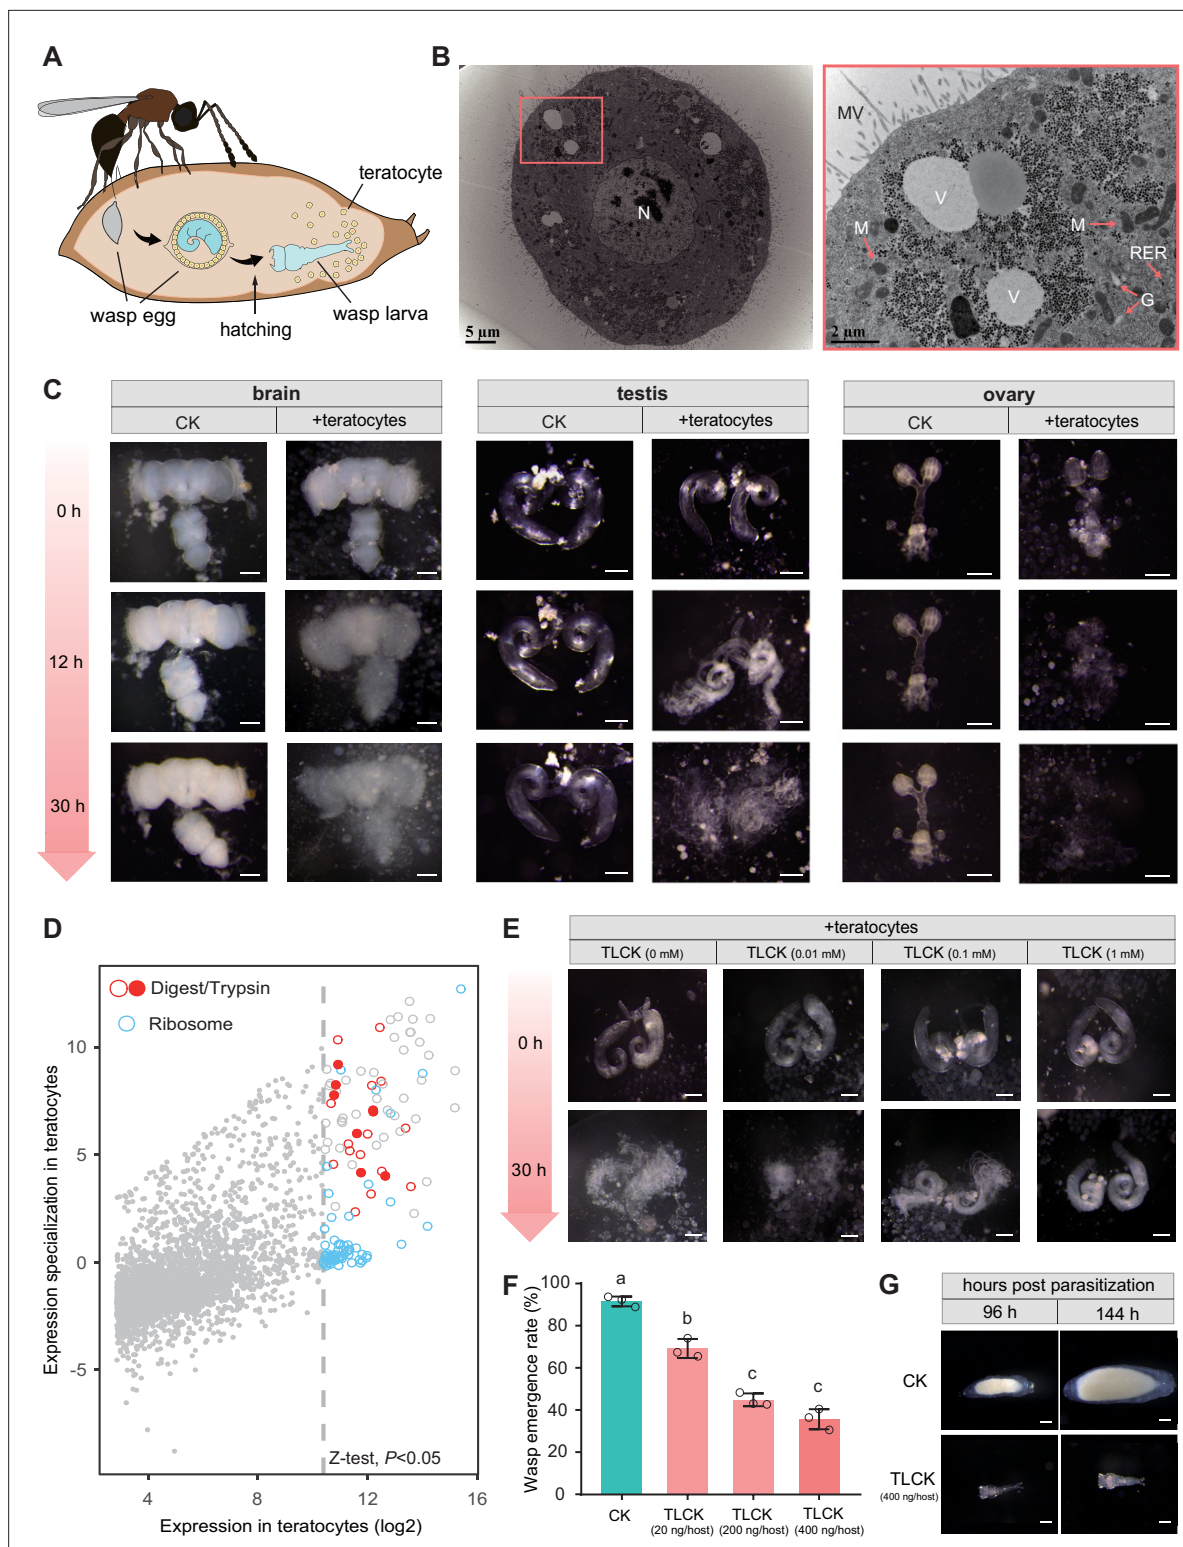 A
teratocyte
wasp egg
hatching
wasp larva
B
N
5 μm
MV
V
M
M
RER
V
G
2 μm
C
brain
testis
ovary
CK
+teratocytes
CK
+teratocytes
CK
+teratocytes
0 h
12 h
30 h
D
Digest/Trypsin
Ribosome
10
5
0
-5
4
8
12
16
Z-test, P<0.05
Expression specialization in teratocytes
Expression in teratocytes (log2)
E
+teratocytes
TLCK (0 mM)
TLCK (0.01 mM)
TLCK (0.1 mM)
TLCK (1 mM)
0 h
30 h
F
Wasp emergence rate (%)
100
80
60
40
20
0
a
b
c
c
CK
TLCK
(20 ng/host)
TLCK
(200 ng/host)
TLCK
(400 ng/host)
G
hours post parasitization
96 h
144 h
CK
TLCK
(400 ng/host)